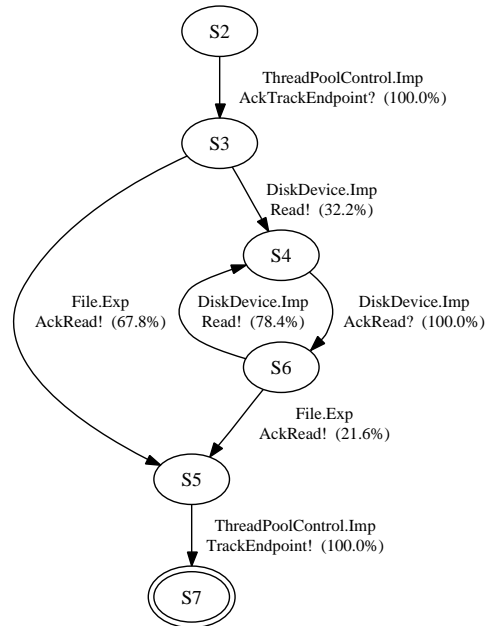 S2
ThreadPoolControl.Imp
AckTrackEndpoint? (100.0%)
S3
DiskDevice.Imp
Read! (32.2%)
S4
File.Exp
AckRead! (67.8%)
DiskDevice.Imp
Read! (78.4%)
DiskDevice.Imp
AckRead? (100.0%)
S6
File.Exp
AckRead! (21.6%)
S5
ThreadPoolControl.Imp
TrackEndpoint! (100.0%)
S7